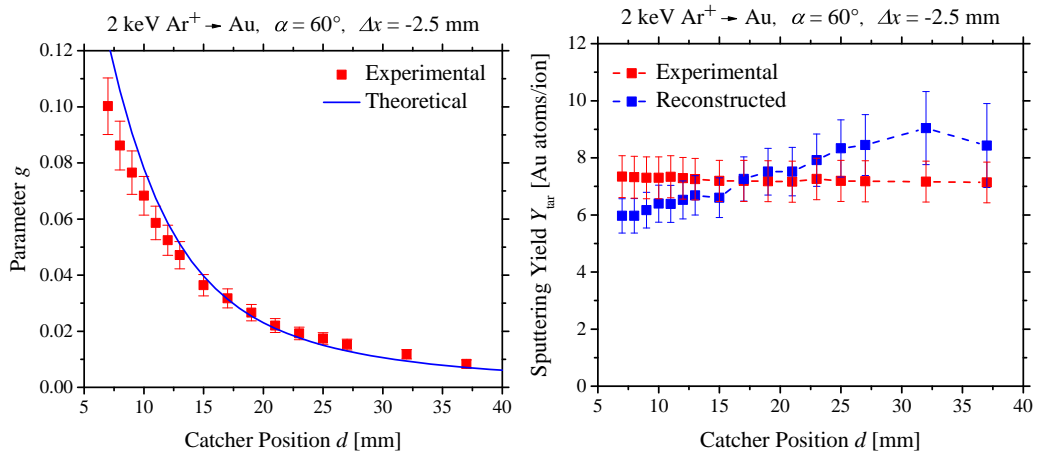 2 keV Ar⁺ → Au, α = 60°, Δx = -2.5 mm
Experimental
Theoretical
0.10
0.08
0.06
0.04
0.02
0.00
Parameter g
5 10 15 20 25 30 35 40
Catcher Position d [mm]
2 keV Ar⁺ → Au, α = 60°, Δx = -2.5 mm
Experimental
Reconstructed
12
10
8
6
4
2
0
Sputtering Yield Y_tar [Au atoms/ion]
5 10 15 20 25 30 35 40
Catcher Position d [mm]